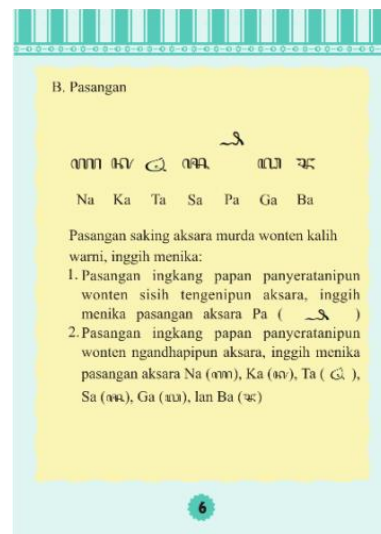 B. Pasangan
Na Ka Ta Sa Pa Ga Ba
Pasangan saking aksara murda wonten kalih
warni, inggih menika:
1. Pasangan ingkang papan panyeratanipun
wonten sisih tengenipun aksara, inggih
menika pasangan aksara Pa ( )
2. Pasangan ingkang papan panyeratanipun
wonten ngandhapipun aksara, inggih menika
pasangan aksara Na ( ), Ka ( ), Ta ( ),
Sa ( ), Ga ( ), lan Ba ( )
6